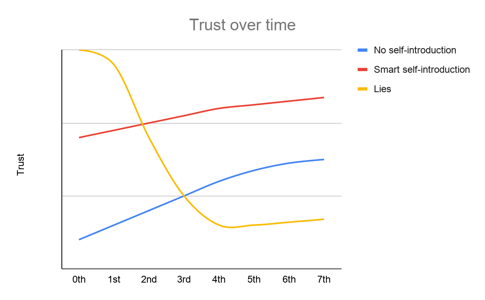 Trust over time
No self-introduction
Smart self-introduction
Lies
Trust
0th 1st 2nd 3rd 4th 5th 6th 7th